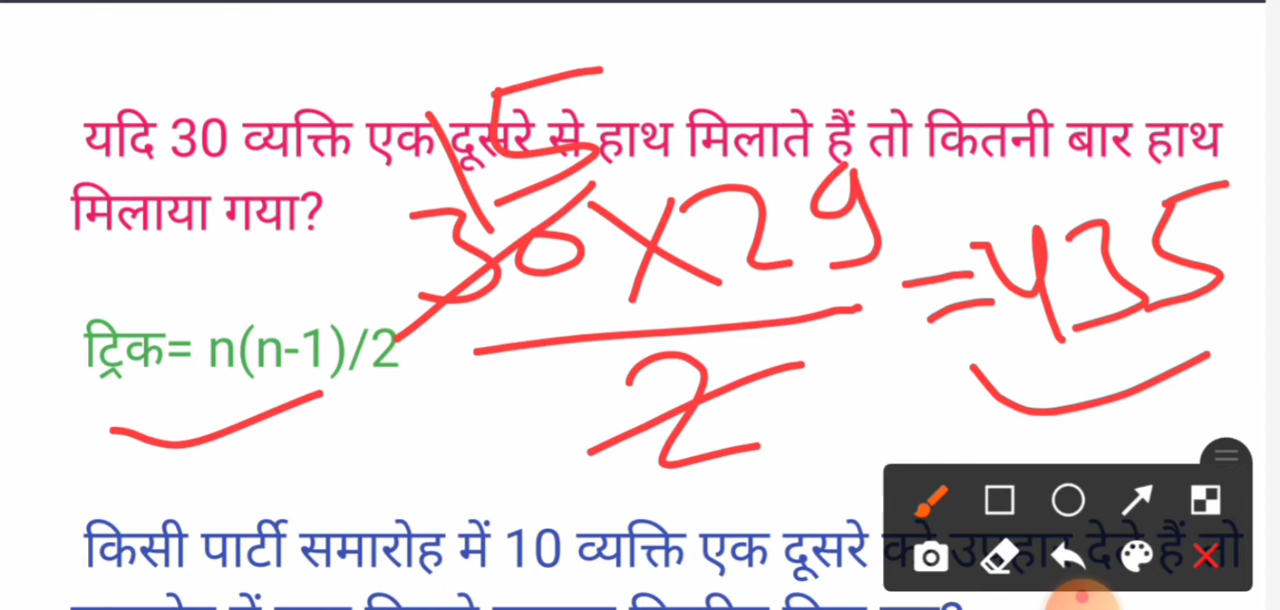 यदि 30 व्यक्ति एक दूसरे से हाथ मिलाते हैं तो कितनी बार हाथ
मिलाया गया?
15
30 × 29 = 435
2
ट्रिक= n(n-1)/2
किसी पार्टी समारोह में 10 व्यक्ति एक दूसरे को उपहार देते हैं तो